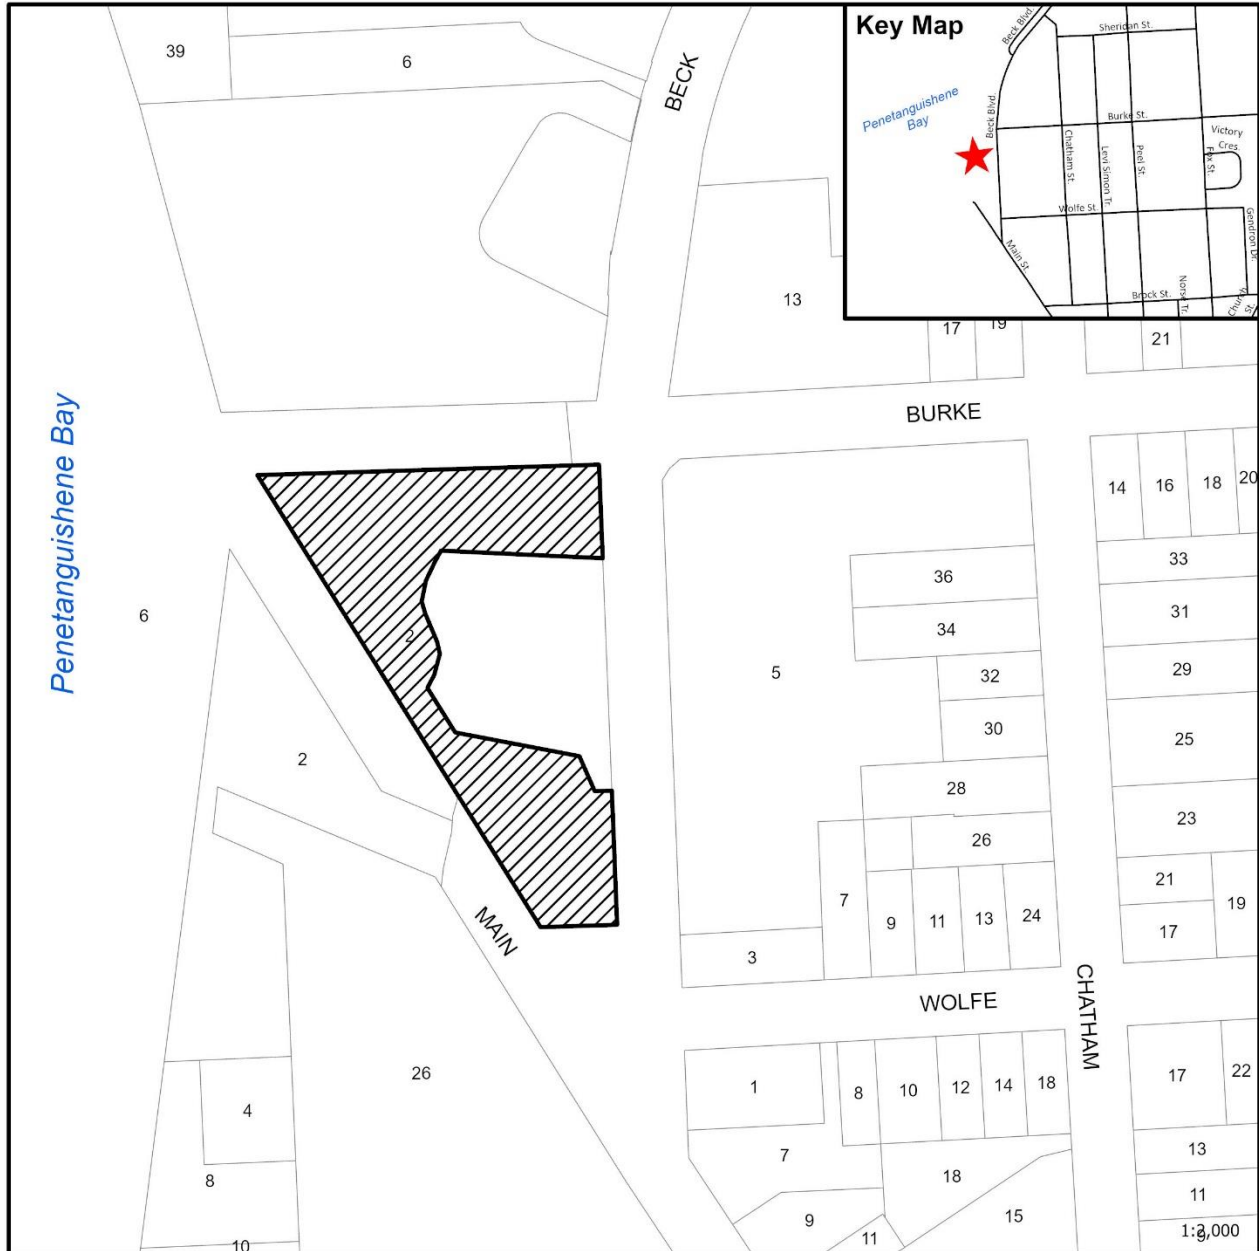 39
6
BECK
Key Map
Beck Blvd.
Sheridan St.
Penetanguishene
Bay
Beck Blvd.
Burke St.
Victory
Cres.
Chatham St.
Levi Simon Tr.
Peel St.
Fox St.
Wolfe St.
Gendron Dr.
Main St.
Brock St.
Norse Tr.
Church
St.
13
17
19
21
BURKE
Penetanguishene Bay
14
16
18
20
33
36
31
34
6
2
5
32
29
30
25
2
28
23
26
21
7
9
11
13
24
19
17
MAIN
3
CHATHAM
WOLFE
26
1
8
10
12
14
18
17
22
4
7
13
8
18
11
9
15
11
10
9
1:2,000